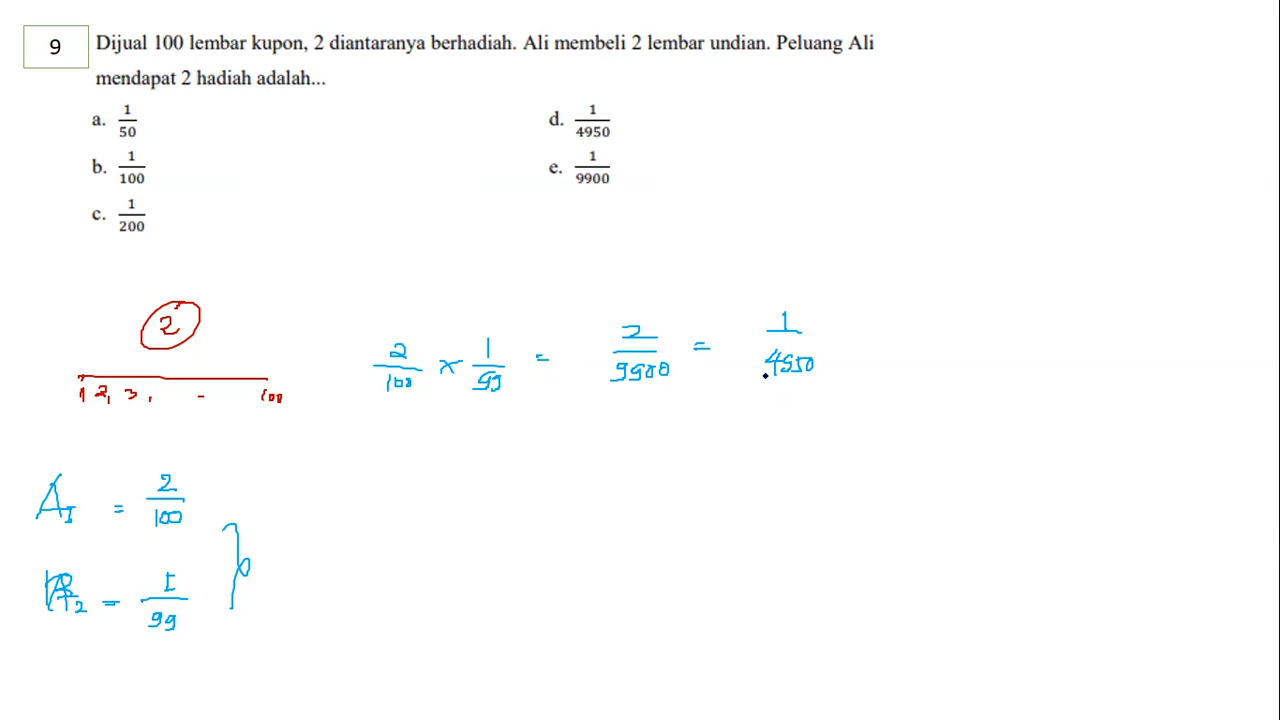 9
Dijual 100 lembar kupon, 2 diantaranya berhadiah. Ali membeli 2 lembar undian. Peluang Ali
mendapat 2 hadiah adalah...
a. 1/50
b. 1/100
c. 1/200
d. 1/4950
e. 1/9900
2
1 2, 3, - 100
2/100 × 1/99 = 2/9900 = 1/4950
A1 = 2/100
A2 = 1/99